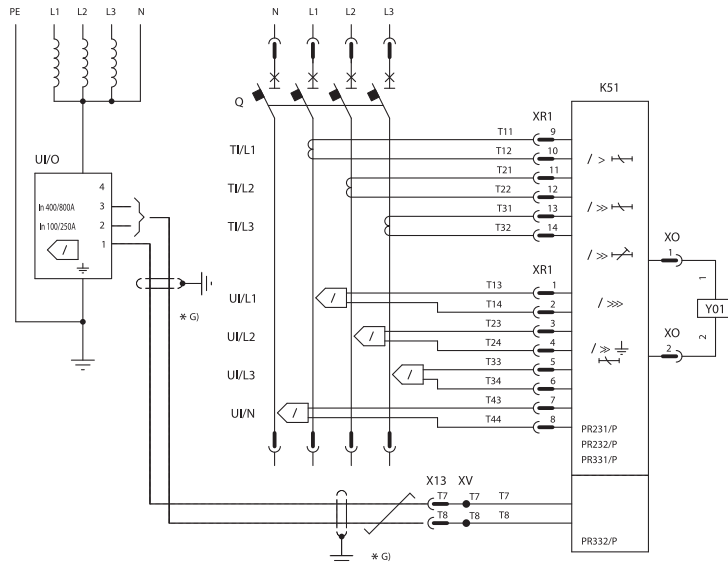 PE L1 L2 L3 N
N L1 L2 L3
Q
K51
XR1
T11 9
TI/L1
T12 10
T21 11
TI/L2
T22 12
T31 13
TI/L3
T32 14
/ >
/ >>
/ >>
/ >>>
/ >>
UI/O
4
In 400/800A 3
In 100/250A 2
1
/
* G)
XR1
T13 1
UI/L1 /
T14 2
T23 3
UI/L2 /
T24 4
T33 5
UI/L3 /
T34 6
T43 7
UI/N /
T44 8
XO
1
1
Y01
2
XO
2
PR231/P
PR232/P
PR331/P
X13 XV
T7 T7 T7
T8 T8 T8
PR332/P
* G)